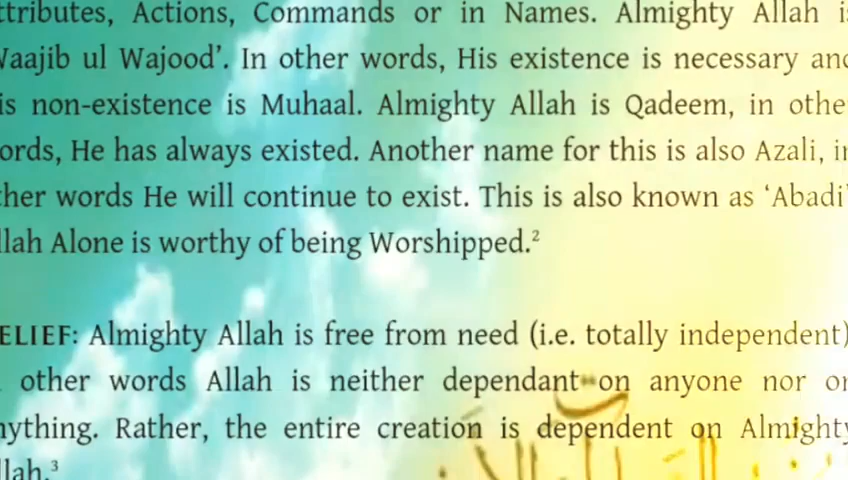 ttributes, Actions, Commands or in Names. Almighty Allah i
Waajib ul Wajood’. In other words, His existence is necessary and
is non-existence is Muhaal. Almighty Allah is Qadeem, in othe
ords, He has always existed. Another name for this is also Azali, in
ther words He will continue to exist. This is also known as ‘Abadi’
llah Alone is worthy of being Worshipped.²
ELIEF: Almighty Allah is free from need (i.e. totally independent)
other words Allah is neither dependant on anyone nor on
nything. Rather, the entire creation is dependent on Almighty
llah.³